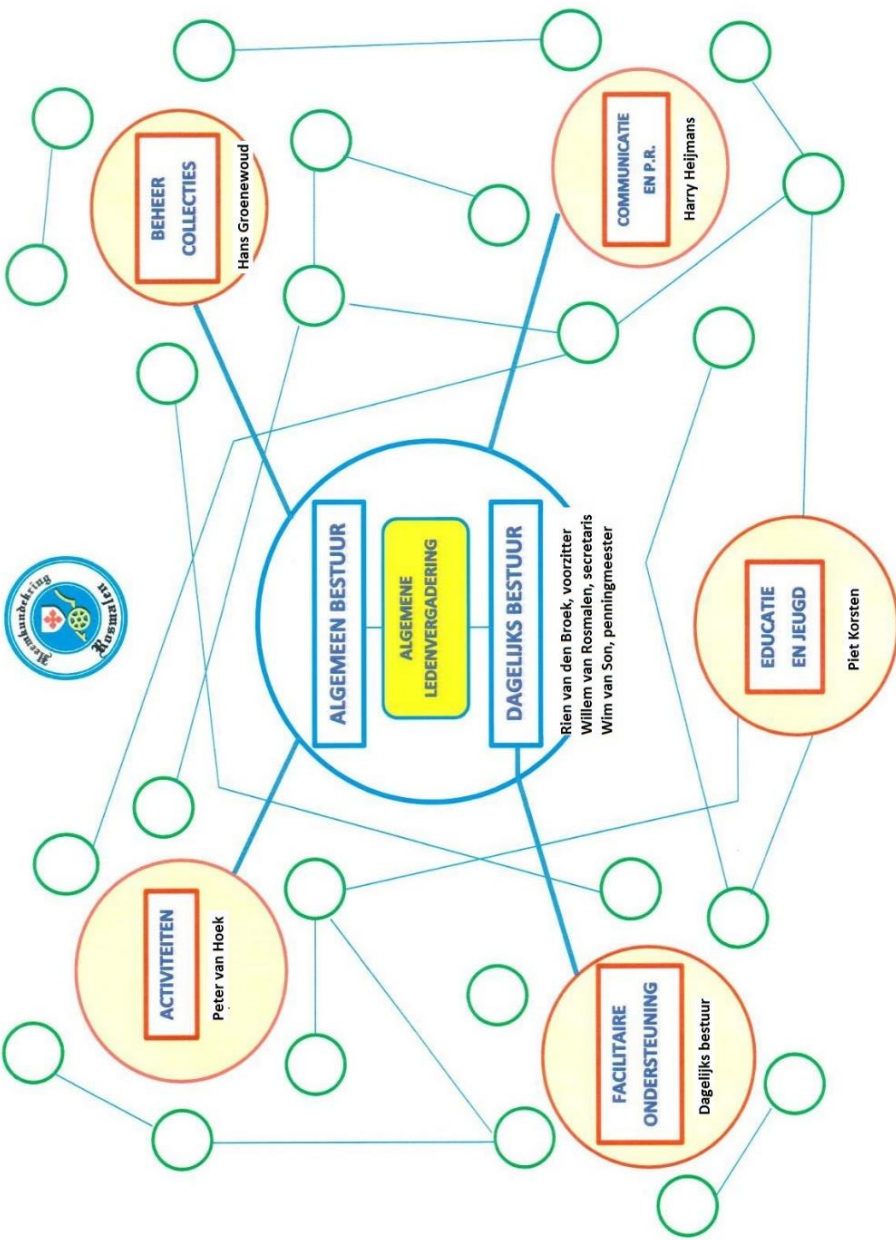 Heemkundekring
Rosmalen
ACTIVITEITEN
Peter van Hoek
BEHEER
COLLECTIES
Hans Groenewoud
ALGEMEEN BESTUUR
ALGEMENE
LEDENVERGADERING
DAGELIJKS BESTUUR
Rien van den Broek, voorzitter
Willem van Rosmalen, secretaris
Wim van Son, penningmeester
FACILITAIRE
ONDERSTEUNING
Dagelijks bestuur
EDUCATIE
EN JEUGD
Piet Korsten
COMMUNICATIE
EN P.R.
Harry Heijmans